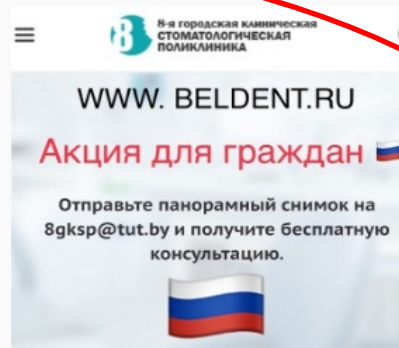 8-я городская клиническая
стоматологическая
поликлиника
WWW. BELDENT.RU
Акция для граждан
Отправьте панорамный снимок на
8gksp@tut.by и получите бесплатную
консультацию.